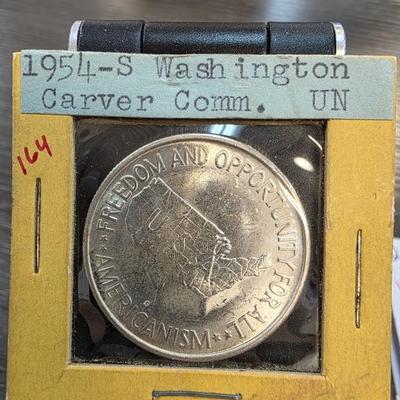 1954-S Washington
Carver Comm. UN
164
FREEDOM AND OPPORTUNITY FOR ALL
AMERICANISM